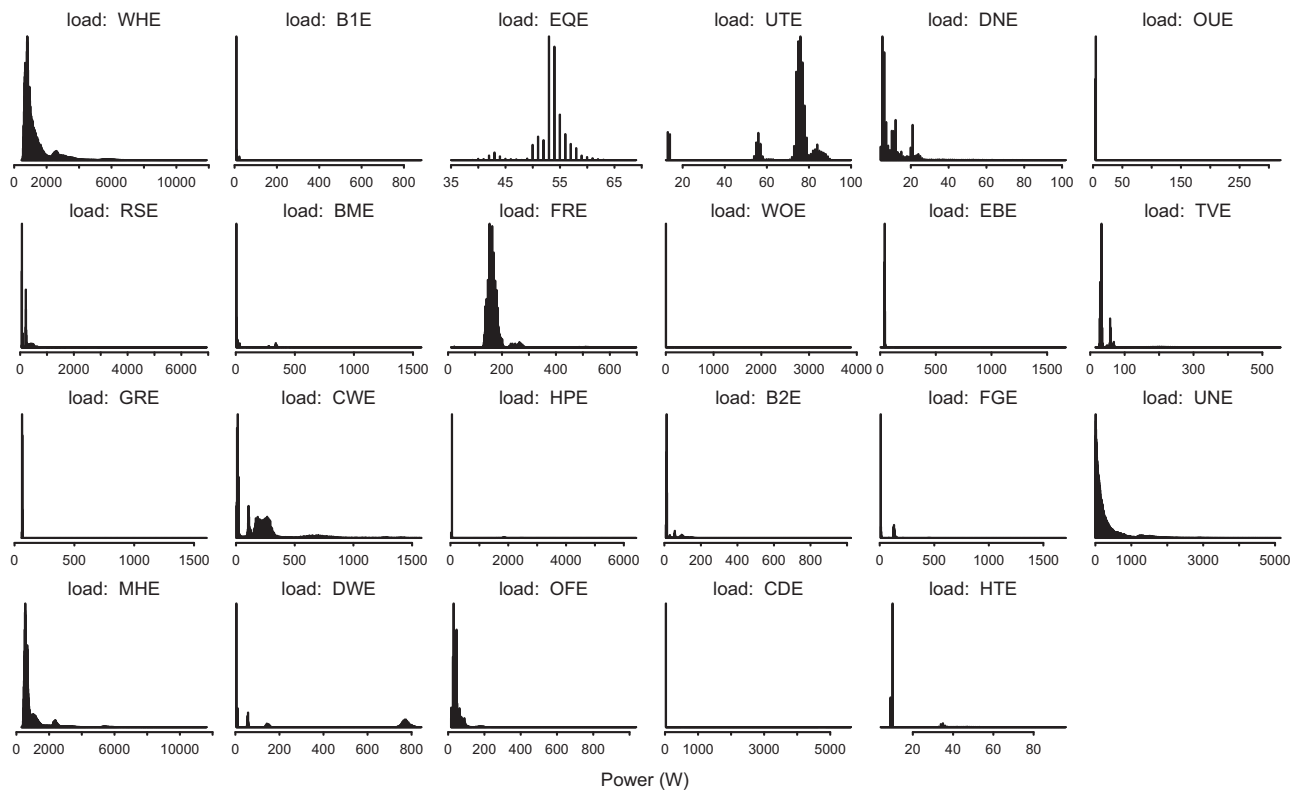 load: WHE load: B1E load: EQE load: UTE load: DNE load: OUE
0 2000 6000 10000 0 200 400 600 800 35 45 55 65 20 40 60 80 100 0 20 40 60 80 100 0 50 150 250
load: RSE load: BME load: FRE load: WOE load: EBE load: TVE
0 2000 4000 6000 0 500 1000 1500 0 200 400 600 0 1000 2000 3000 4000 0 500 1000 1500 0 100 300 500
load: GRE load: CWE load: HPE load: B2E load: FGE load: UNE
0 500 1000 1500 0 500 1000 1500 0 2000 4000 6000 0 200 400 600 800 0 500 1000 1500 0 1000 3000 5000
load: MHE load: DWE load: OFE load: CDE load: HTE
0 2000 6000 10000 0 200 400 600 800 0 200 400 600 800 0 1000 3000 5000 20 40 60 80
Power (W)